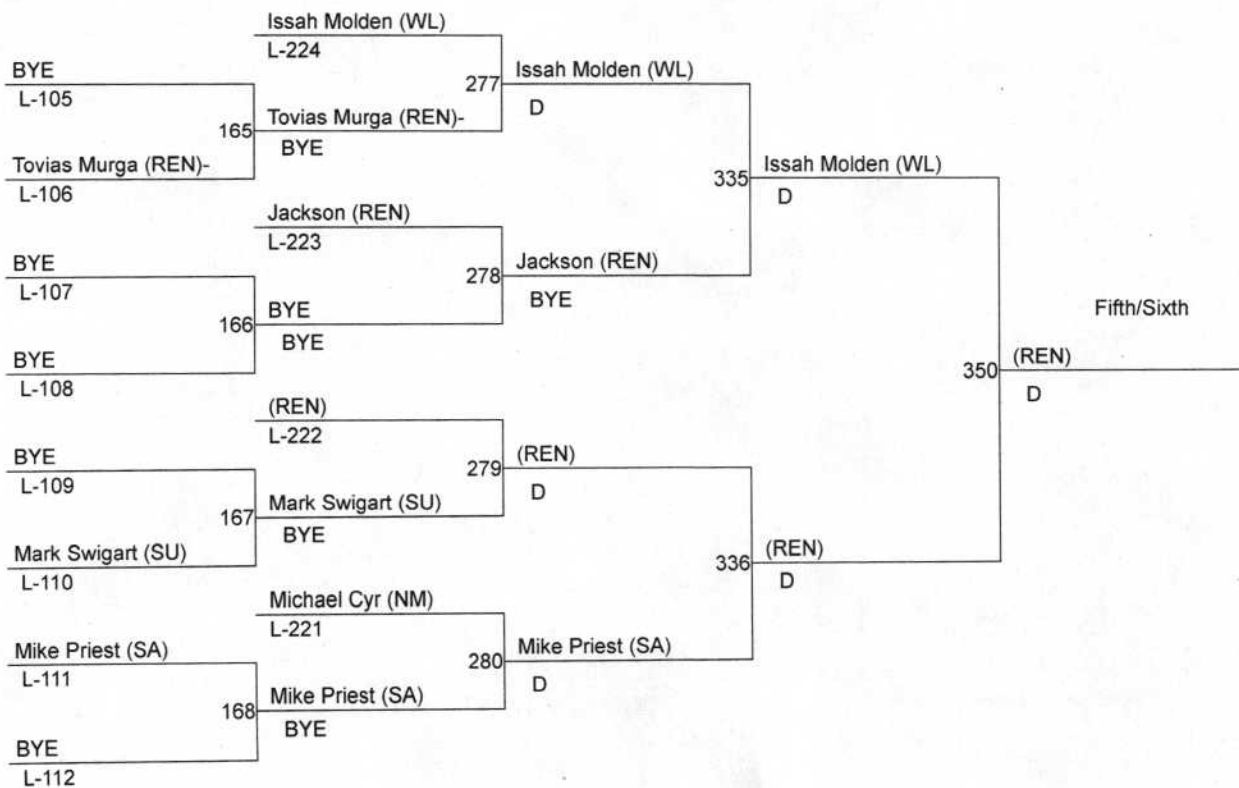 Issah Molden (WL)
L-224
BYE
L-105
277
Issah Molden (WL)
D
165
Tovias Murga (REN)-
BYE
Tovias Murga (REN)-
L-106
335
Issah Molden (WL)
D
Jackson (REN)
L-223
BYE
L-107
278
Jackson (REN)
BYE
166
BYE
BYE
BYE
L-108
Fifth/Sixth
350
(REN)
D
(REN)
L-222
BYE
L-109
279
(REN)
D
167
Mark Swigart (SU)
BYE
Mark Swigart (SU)
L-110
336
(REN)
D
Michael Cyr (NM)
L-221
Mike Priest (SA)
L-111
280
Mike Priest (SA)
D
168
Mike Priest (SA)
BYE
BYE
L-112